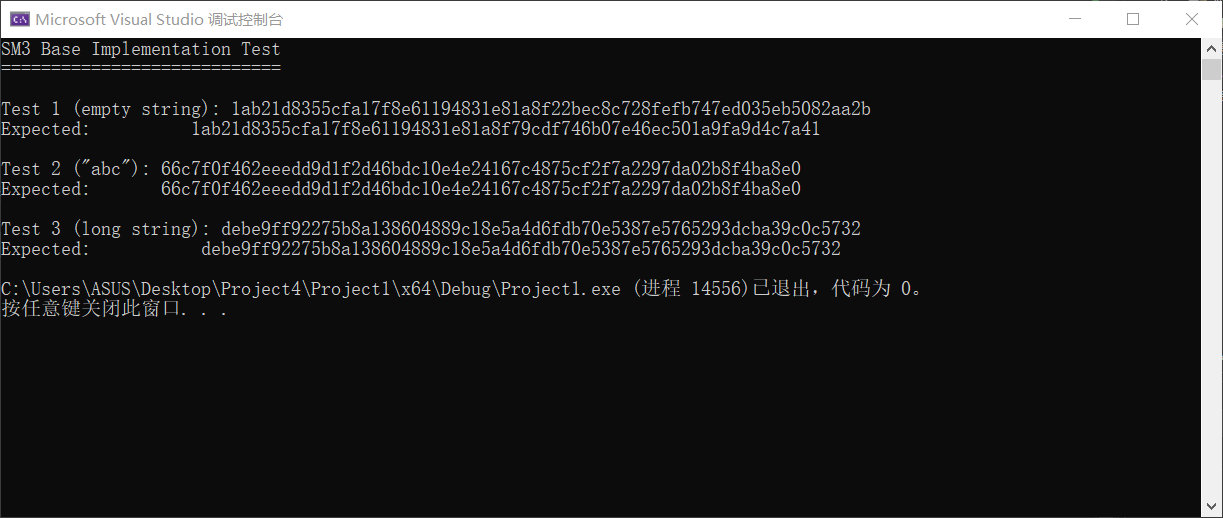 Microsoft Visual Studio 调试控制台
SM3 Base Implementation Test
============================
Test 1 (empty string): 1ab21d8355cfa17f8e61194831e81a8f22bec8c728fefb747ed035eb5082aa2b
Expected:          1ab21d8355cfa17f8e61194831e81a8f79cdf746b07e46ec501a9fa9d4c7a41
Test 2 ("abc"): 66c7f0f462eeedd9d1f2d46bdc10e4e24167c4875cf2f7a2297da02b8f4ba8e0
Expected:       66c7f0f462eeedd9d1f2d46bdc10e4e24167c4875cf2f7a2297da02b8f4ba8e0
Test 3 (long string): debe9ff92275b8a138604889c18e5a4d6fdb70e5387e5765293dcba39c0c5732
Expected:           debe9ff92275b8a138604889c18e5a4d6fdb70e5387e5765293dcba39c0c5732
C:\Users\ASUS\Desktop\Project4\Project1\x64\Debug\Project1.exe (进程 14556)已退出，代码为 0。
按任意键关闭此窗口. . .